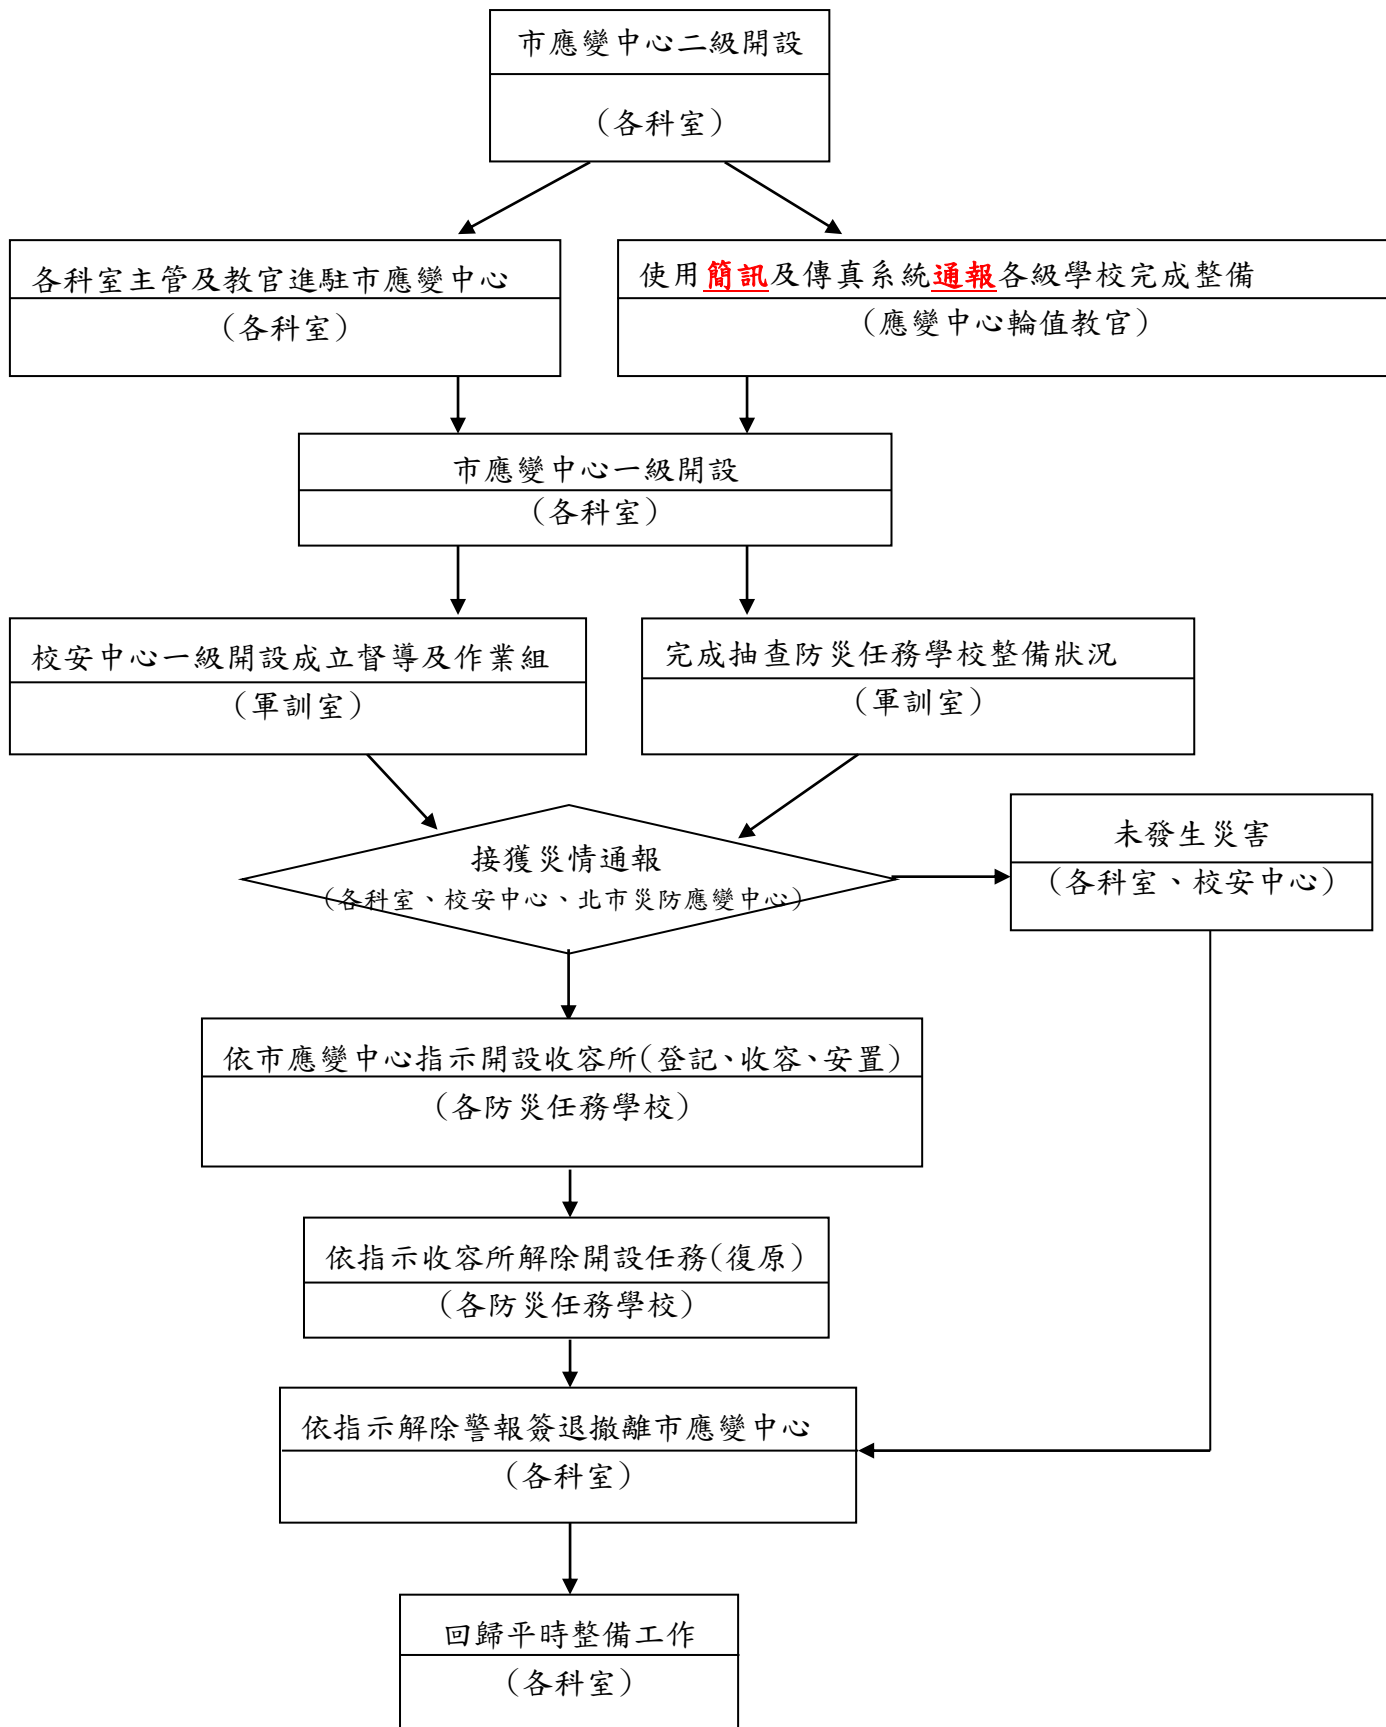 市應變中心二級開設
（各科室）
各科室主管及教官進駐市應變中心
（各科室）
使用簡訊及傳真系統通報各級學校完成整備
（應變中心輪值教官）
市應變中心一級開設
（各科室）
校安中心一級開設成立督導及作業組
（軍訓室）
完成抽查防災任務學校整備狀況
（軍訓室）
接獲災情通報
（各科室、校安中心、北市災防應變中心）
未發生災害
（各科室、校安中心）
依市應變中心指示開設收容所(登記、收容、安置)
（各防災任務學校）
依指示收容所解除開設任務(復原)
（各防災任務學校）
依指示解除警報簽退撤離市應變中心
（各科室）
回歸平時整備工作
（各科室）